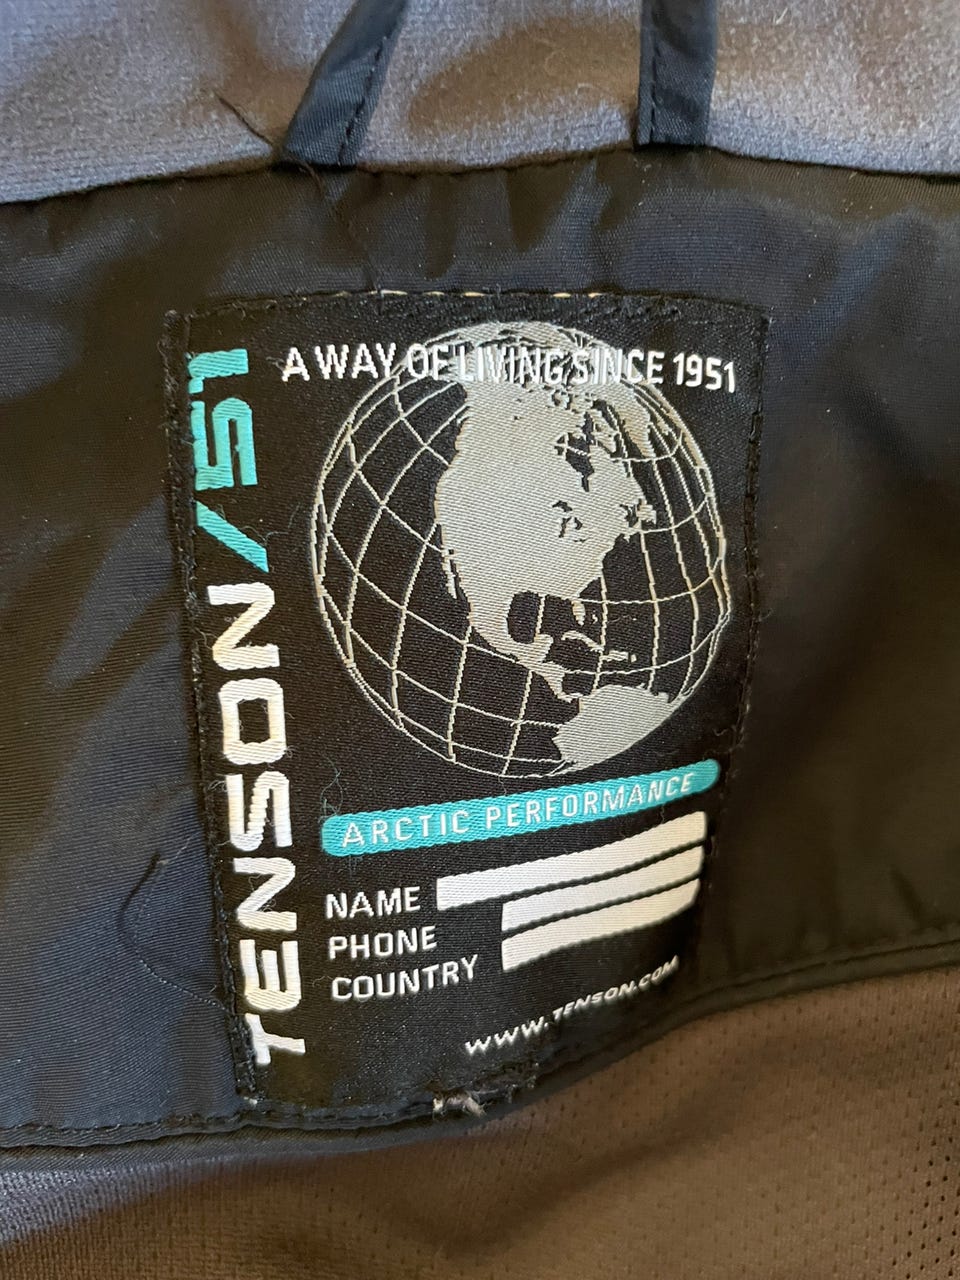 A WAY OF LIVING SINCE 1951
TENSON/51
ARCTIC PERFORMANCE
NAME
PHONE
COUNTRY
WWW.TENSON.COM